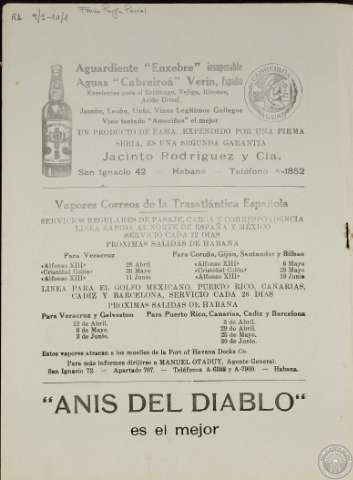 Aguardiente "Enxebre" insuperable
Aguas "Cabreiroá" Verin, España
Excelentes para el Estómago, Vejiga, Riñones,
Acido Urico
Jamón, Lacón, Unto, Vinos Legítimos Gallegos
Vino tostado "Amoriños" el mejor
UN PRODUCTO DE FAMA, EXPENDIDO POR UNA FIRMA
SERIA, ES UNA SEGUNDA GARANTIA
Jacinto Rodriguez y Cia.
San Ignacio 42 — Habana — Teléfono A-1852
Vapores Correos de la Trasatlántica Española
SERVICIOS REGULARES DE PASAJE, CARGA Y CORRESPONDENCIA
LINEA RAPIDA AL NORTE DE ESPAÑA Y MÉXICO
SERVICIO CADA 22 DIAS
PROXIMAS SALIDAS DE HABANA
Para Veracruz
«Alfonso XIII» 28 Abril
«Cristóbal Colón» 20 Mayo
«Alfonso XIII» 11 Junio
Para Coruña, Gijón, Santander y Bilbao
«Alfonso XIII» 6 Mayo
«Cristóbal Colón» 28 Mayo
«Alfonso XIII» 19 Junio
LINEA PARA EL GOLFO MEXICANO, PUERTO RICO, CANARIAS,
CADIZ Y BARCELONA, SERVICIO CADA 28 DIAS
PROXIMAS SALIDAS DE HABANA
Para Veracruz y Galveston
12 de Abril.
8 de Mayo.
2 de Junio.
Para Puerto Rico, Canarias, Cadiz y Barcelona
2 de Abril.
29 de Abril.
25 de Mayo.
20 de Junio.
Estos vapores atracan a los muelles de la Port of Havana Docks Co.
Para más informes dirigirse a MANUEL OTADUY, Agente General.
San Ignacio 72. — Apartado 707. — Teléfonos A-6588 y A-7900. — Habana.
"ANIS DEL DIABLO"
es el mejor